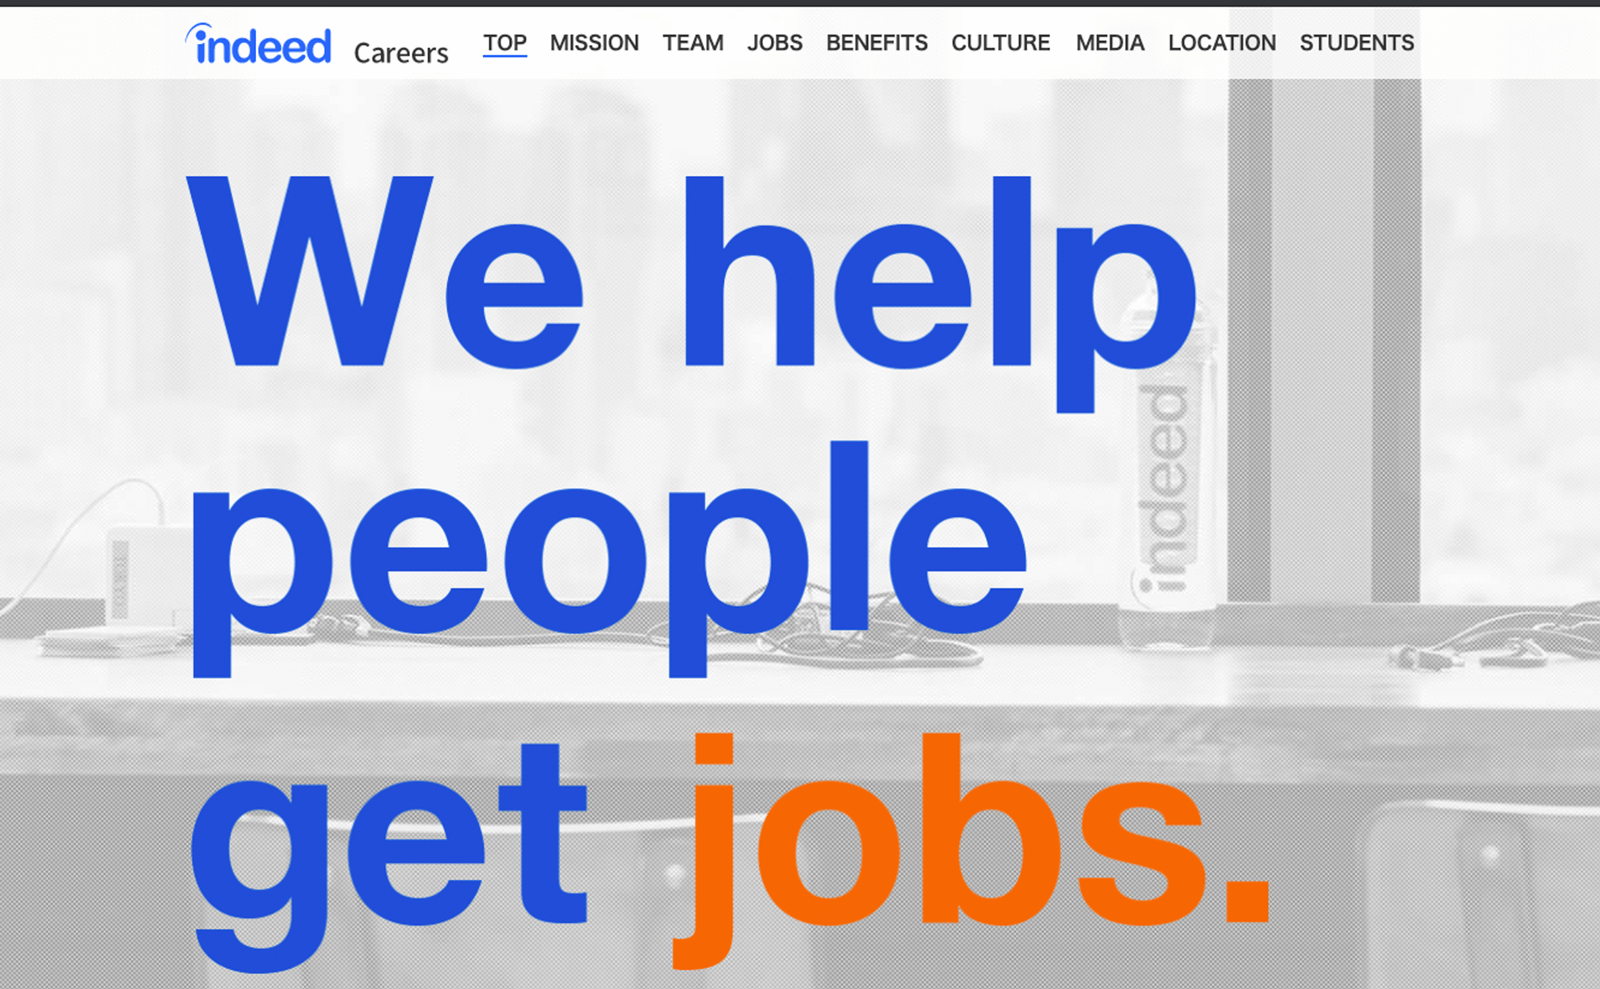 indeed Careers TOP MISSION TEAM JOBS BENEFITS CULTURE MEDIA LOCATION STUDENTS
We help
people
get jobs.
indeed